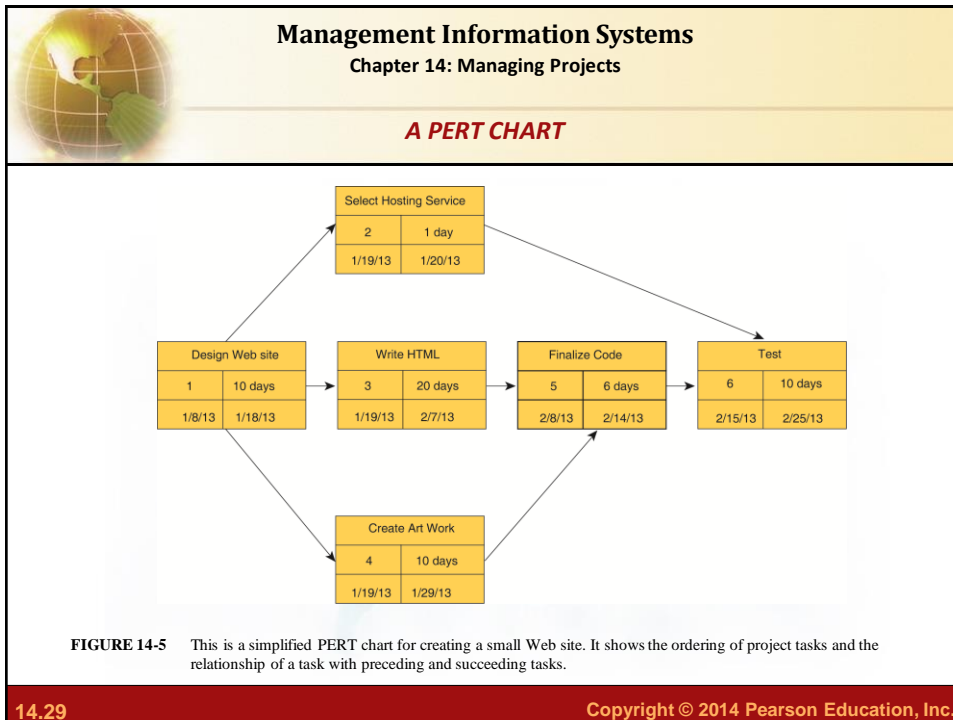 Management Information Systems
Chapter 14: Managing Projects
A PERT CHART
Select Hosting Service
2 1 day
1/19/13 1/20/13
Design Web site
1 10 days
1/8/13 1/18/13
Write HTML
3 20 days
1/19/13 2/7/13
Finalize Code
5 6 days
2/8/13 2/14/13
Test
6 10 days
2/15/13 2/25/13
Create Art Work
4 10 days
1/19/13 1/29/13
FIGURE 14-5 This is a simplified PERT chart for creating a small Web site. It shows the ordering of project tasks and the
relationship of a task with preceding and succeeding tasks.
14.29 Copyright © 2014 Pearson Education, Inc.